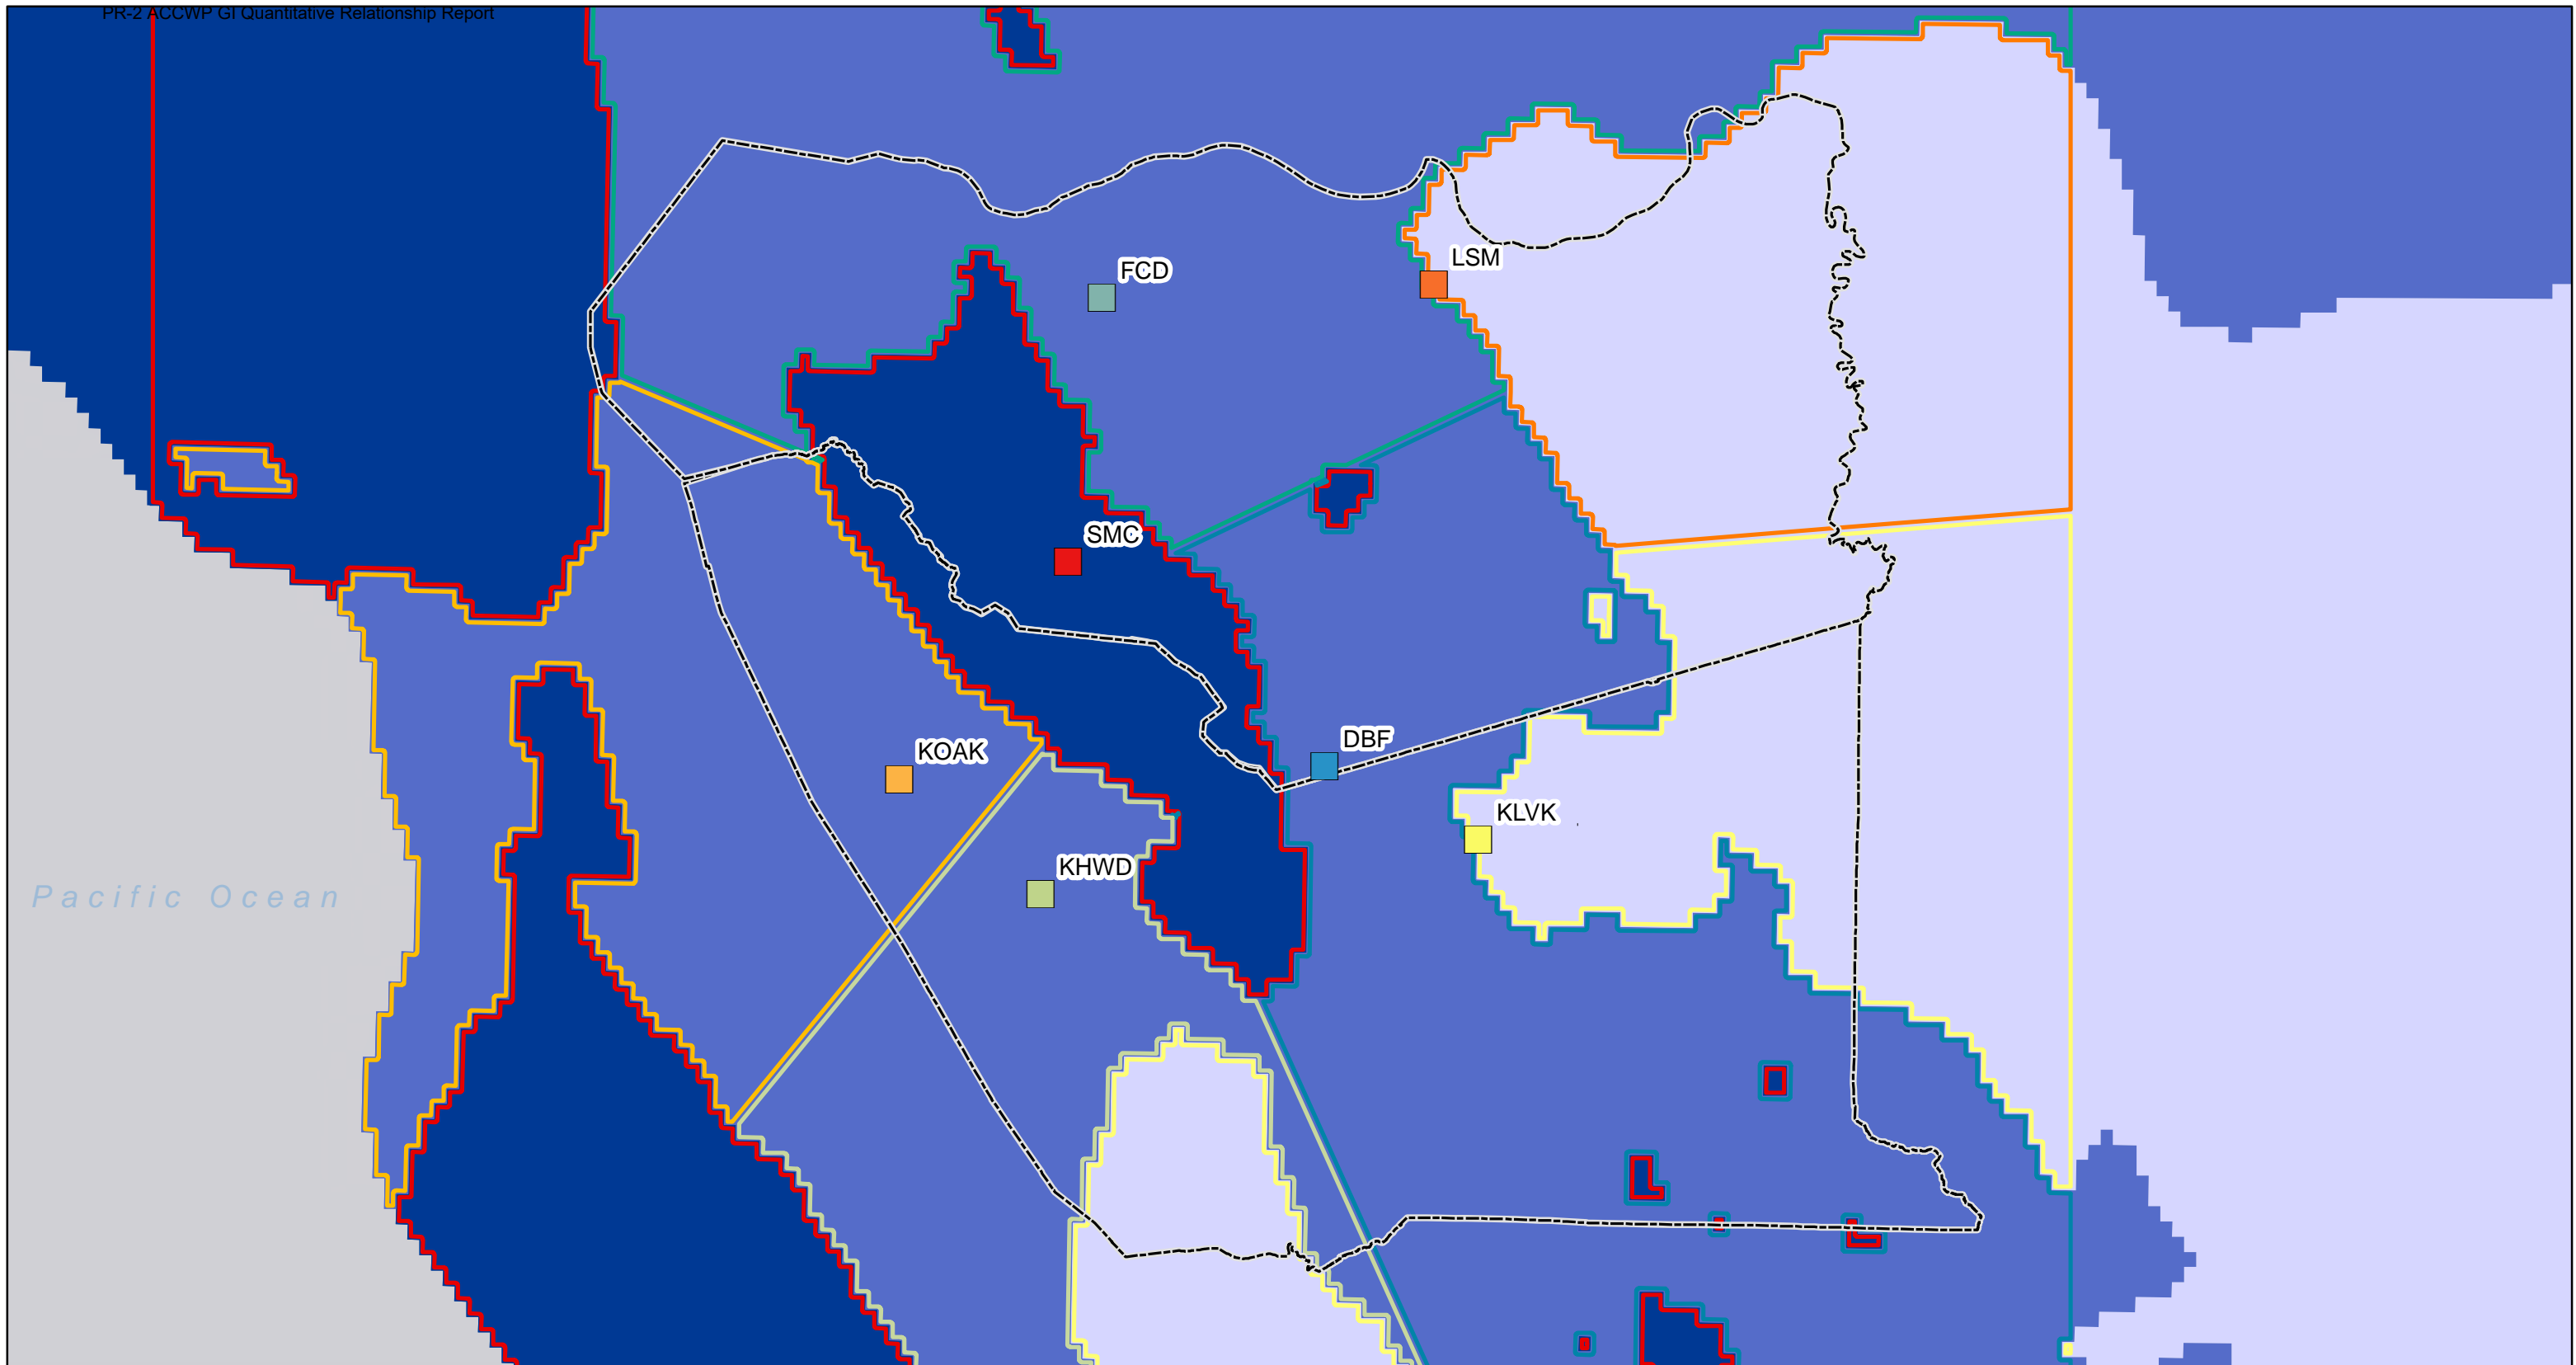 PR-2 ACCWP GI Quantitative Relationship Report
LSM
FCD
SMC
DBF
KOAK
KLVK
KHWD
Pacific Ocean